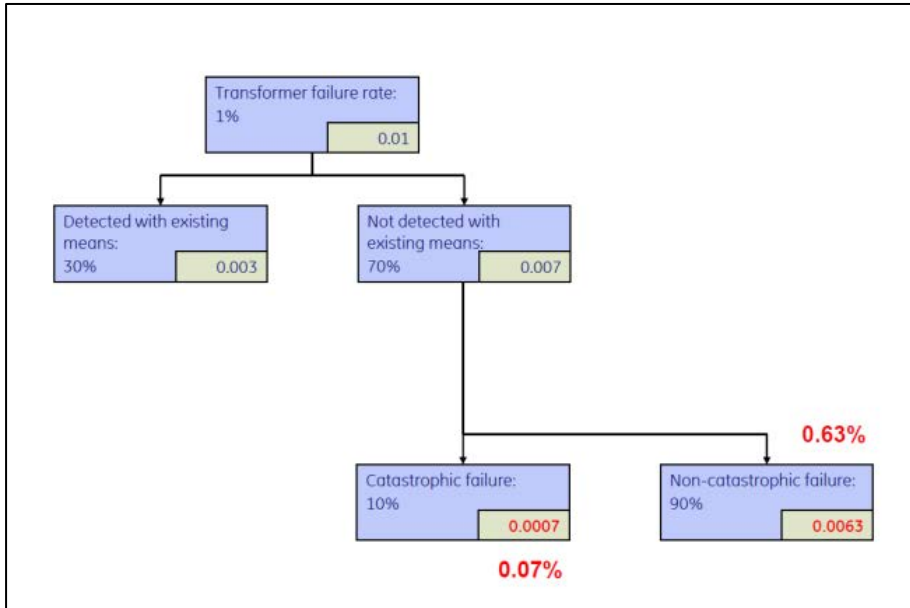 Transformer failure rate:
1%
0.01
Detected with existing
means:
30%
0.003
Not detected with
existing means:
70%
0.007
0.63%
Catastrophic failure:
10%
0.0007
Non-catastrophic failure:
90%
0.0063
0.07%